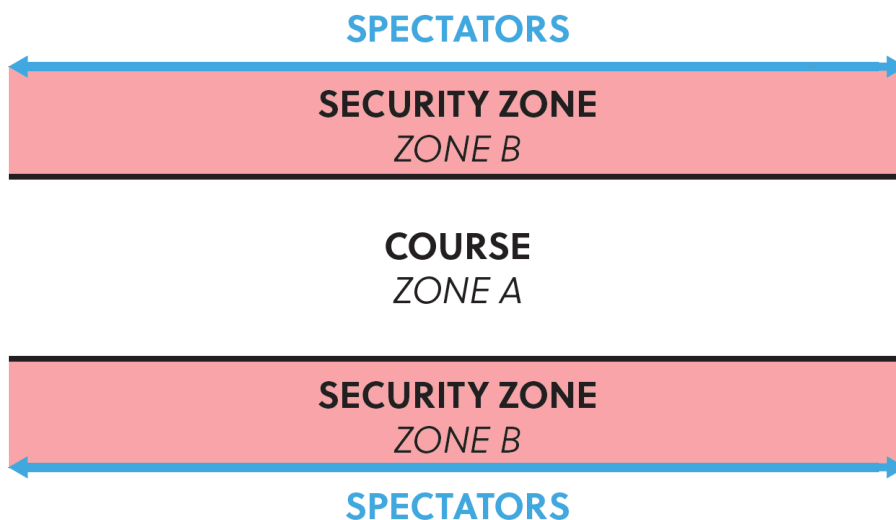 SPECTATORS
SECURITY ZONE
ZONE B
COURSE
ZONE A
SECURITY ZONE
ZONE B
SPECTATORS